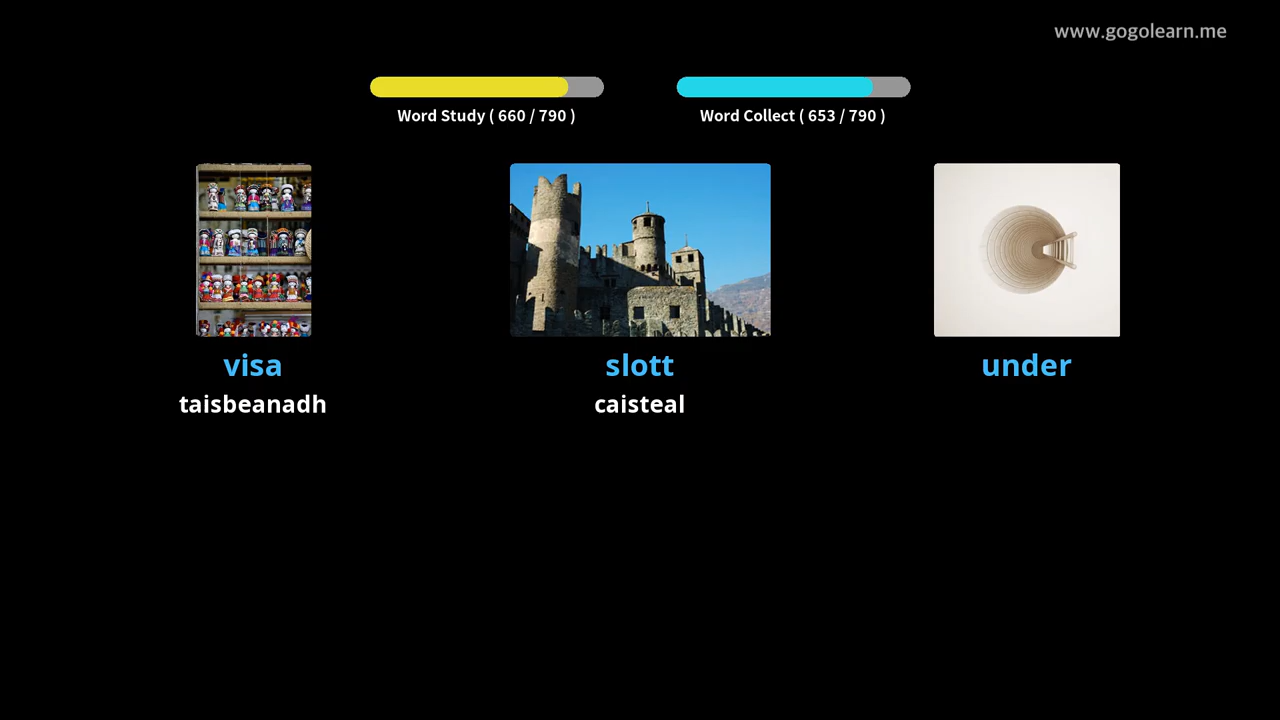 www.gogolearn.me
Word Study ( 660 / 790 )
Word Collect ( 653 / 790 )
visa
slott
under
taisbeanadh
caisteal